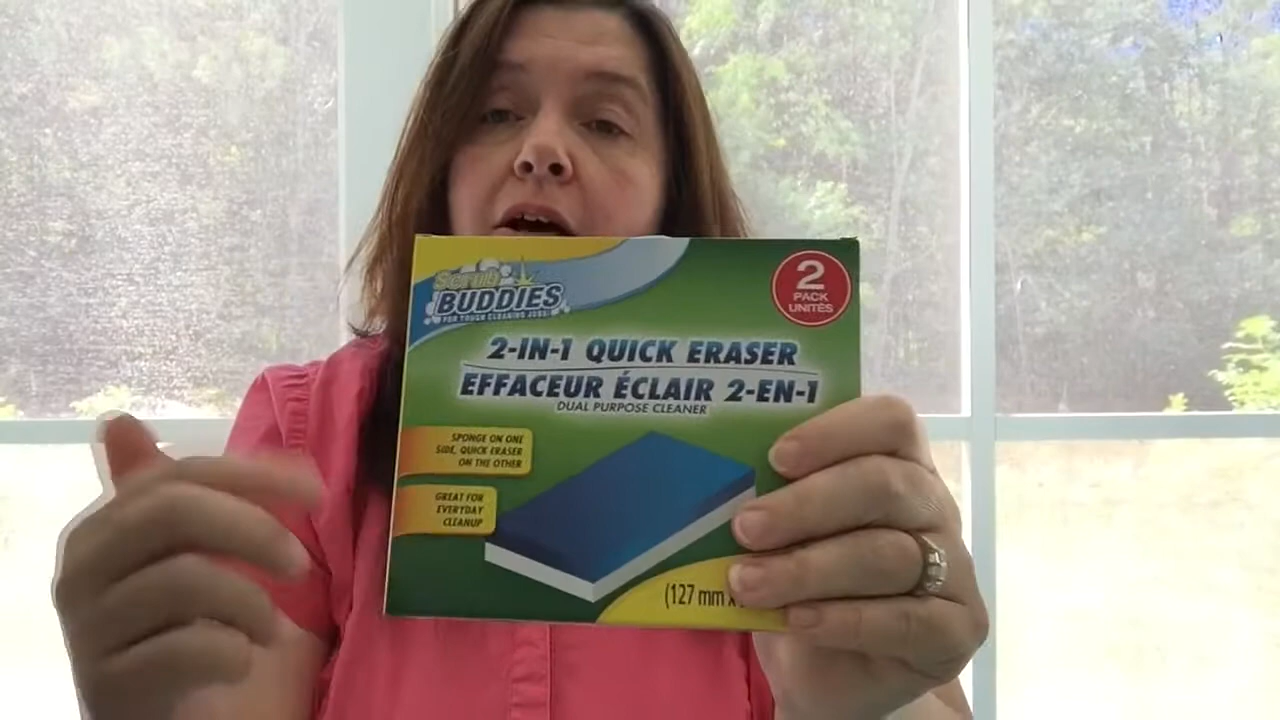 Scrub
BUDDIES
FOR TOUGH CLEANING JOBS
2
PACK
UNITÉS
2-IN-1 QUICK ERASER
EFFACEUR ÉCLAIR 2-EN-1
DUAL PURPOSE CLEANER
SPONGE ON ONE
SIDE, QUICK ERASER
ON THE OTHER
GREAT FOR
EVERYDAY
CLEANUP
(127 mm x